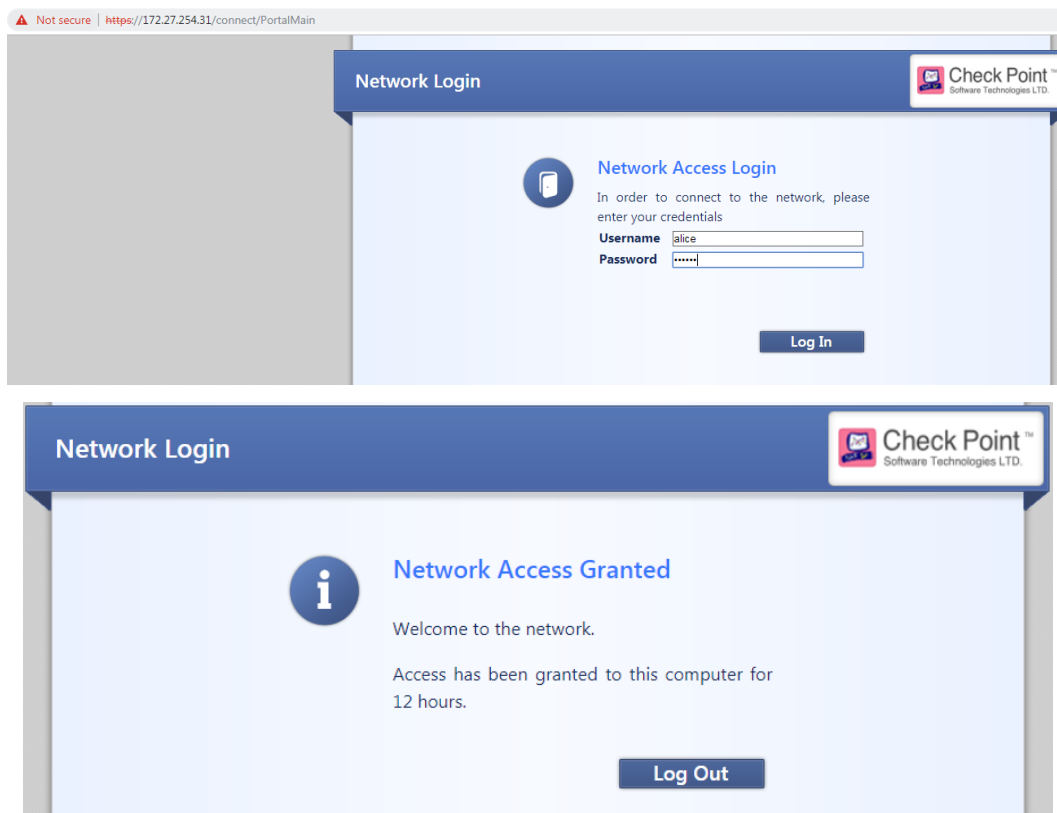 Not secure | https://172.27.254.31/connect/PortalMain
Network Login
Check Point™
Software Technologies LTD.
Network Access Login
In order to connect to the network, please
enter your credentials
Username alice
Password ••••••
Log In
Network Login
Check Point™
Software Technologies LTD.
Network Access Granted
Welcome to the network.
Access has been granted to this computer for
12 hours.
Log Out